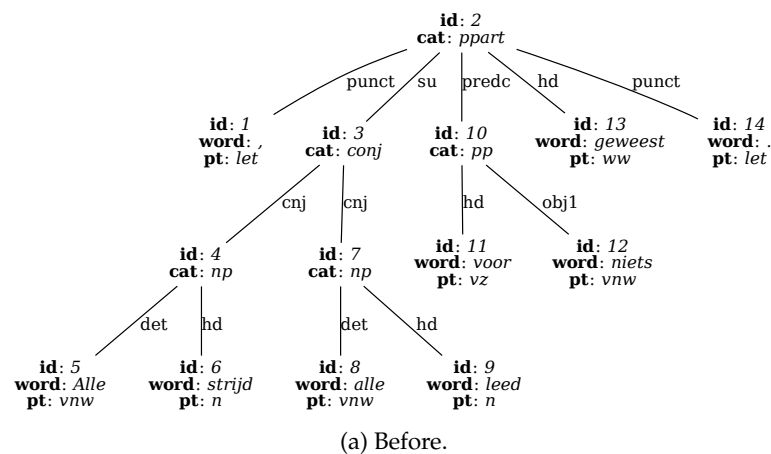 id: 2
cat: ppart
punct su predc hd punct
id: 1
word: ,
pt: let
id: 3
cat: conj
id: 10
cat: pp
id: 13
word: geweest
pt: ww
id: 14
word: .
pt: let
cnj cnj hd obj1
id: 4
cat: np
id: 7
cat: np
id: 11
word: voor
pt: vz
id: 12
word: niets
pt: vnw
det hd det hd
id: 5
word: Alle
pt: vnw
id: 6
word: strijd
pt: n
id: 8
word: alle
pt: vnw
id: 9
word: leed
pt: n
(a) Before.